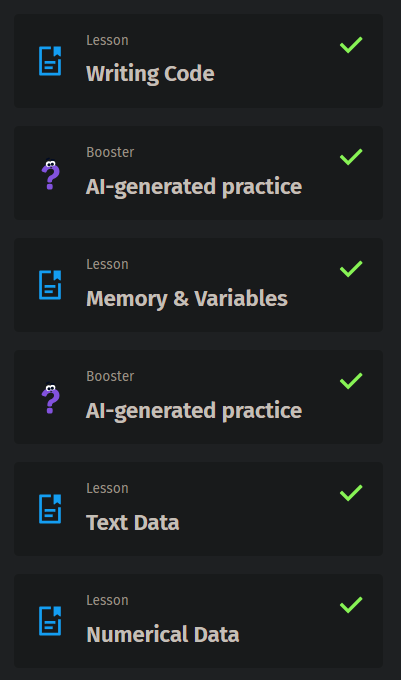 Lesson
Writing Code
Booster
AI-generated practice
Lesson
Memory & Variables
Booster
AI-generated practice
Lesson
Text Data
Lesson
Numerical Data